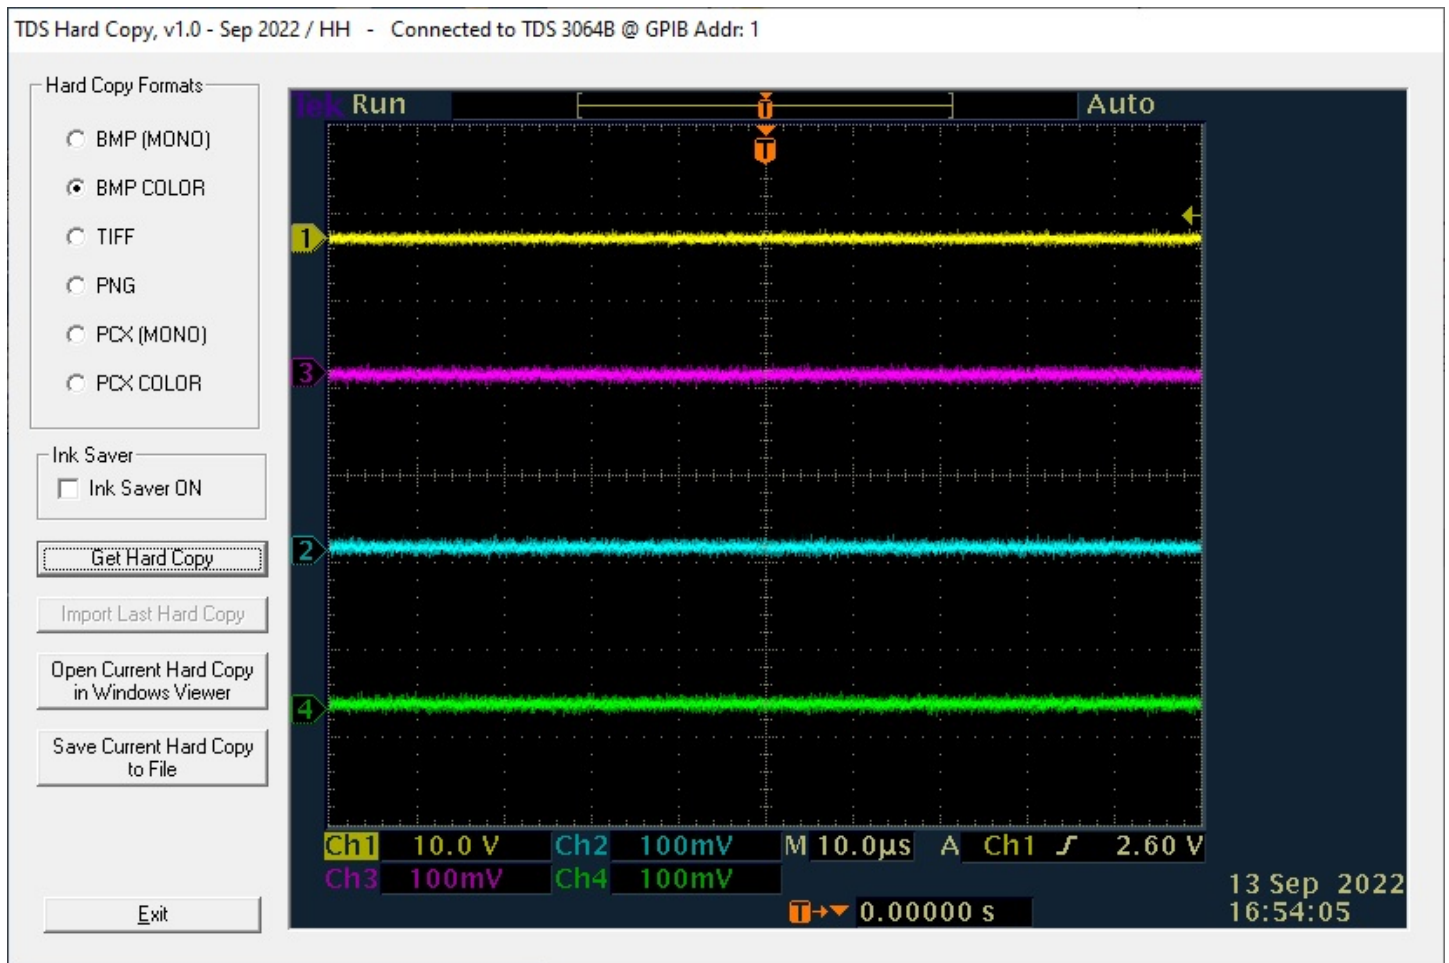 TDS Hard Copy, v1.0 - Sep 2022 / HH - Connected to TDS 3064B @ GPIB Addr: 1
Hard Copy Formats
BMP (MONO)
BMP COLOR
TIFF
PNG
PCX (MONO)
PCX COLOR
Ink Saver
Ink Saver ON
Get Hard Copy
Import Last Hard Copy
Open Current Hard Copy
in Windows Viewer
Save Current Hard Copy
to File
Exit
Tek Run Auto
T
T
1
3
2
4
Ch1 10.0 V Ch2 100mV M 10.0µs A Ch1 2.60 V
Ch3 100mV Ch4 100mV
T 0.00000 s
13 Sep 2022
16:54:05